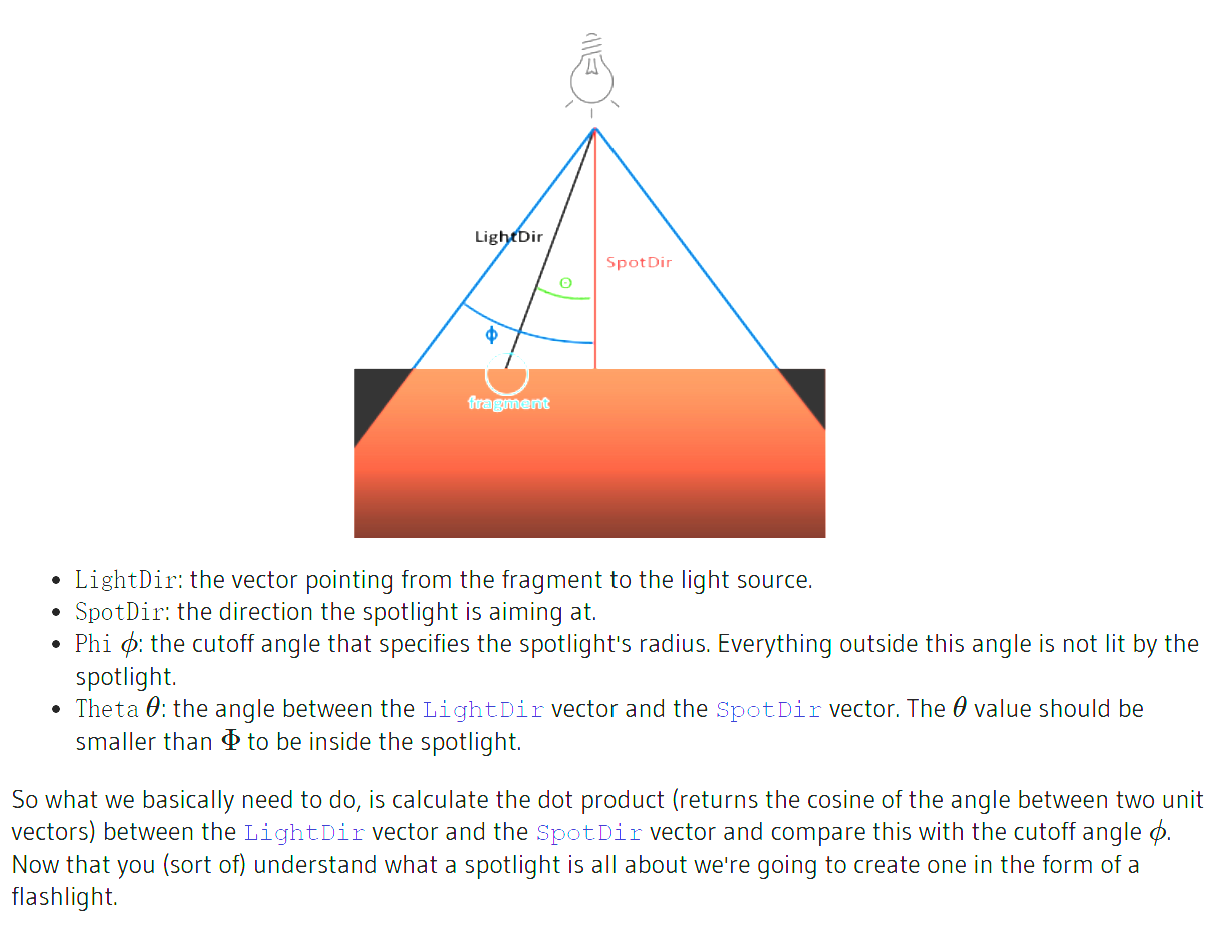 LightDir
SpotDir
Θ
ϕ
fragment
• LightDir: the vector pointing from the fragment to the light source.
• SpotDir: the direction the spotlight is aiming at.
• Phi ϕ: the cutoff angle that specifies the spotlight's radius. Everything outside this angle is not lit by the
spotlight.
• Theta θ: the angle between the LightDir vector and the SpotDir vector. The θ value should be
smaller than Φ to be inside the spotlight.
So what we basically need to do, is calculate the dot product (returns the cosine of the angle between two unit
vectors) between the LightDir vector and the SpotDir vector and compare this with the cutoff angle ϕ.
Now that you (sort of) understand what a spotlight is all about we're going to create one in the form of a
flashlight.